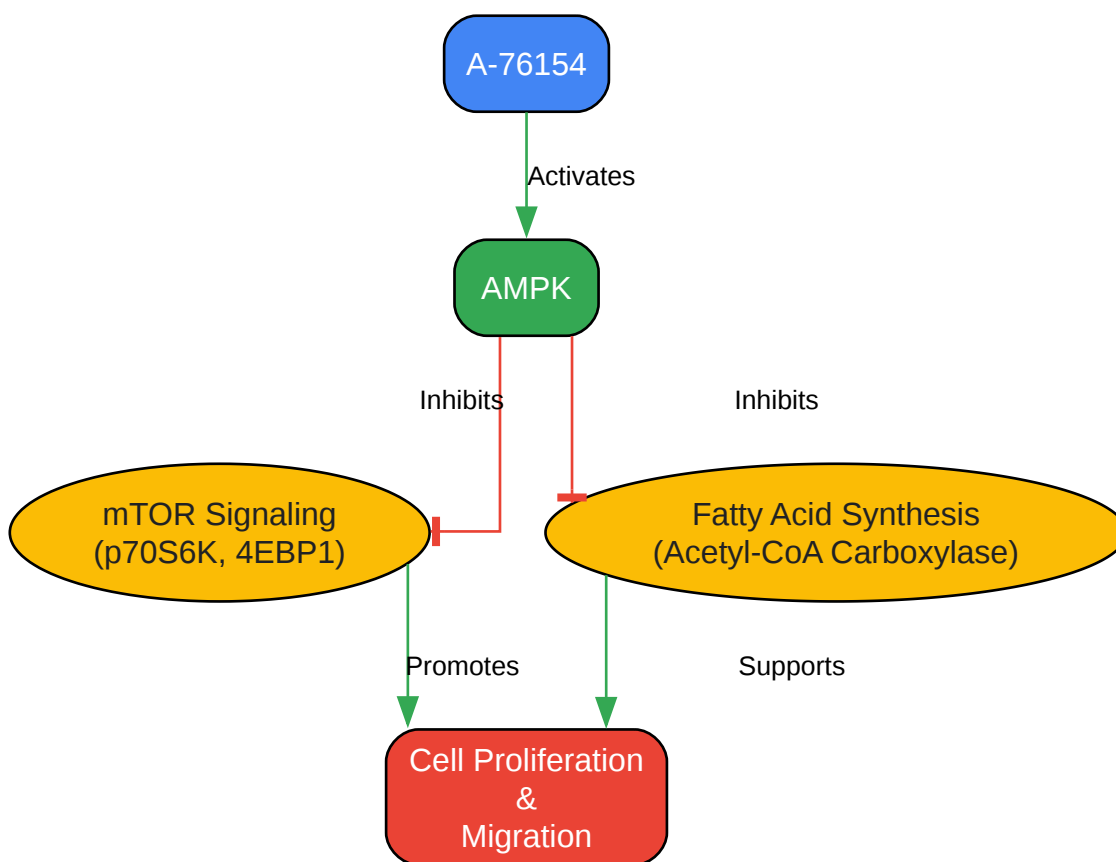 A-76154
Activates
AMPK
Inhibits
Inhibits
mTOR Signaling
(p70S6K, 4EBP1)
Fatty Acid Synthesis
(Acetyl-CoA Carboxylase)
Promotes
Supports
Cell Proliferation
&
Migration